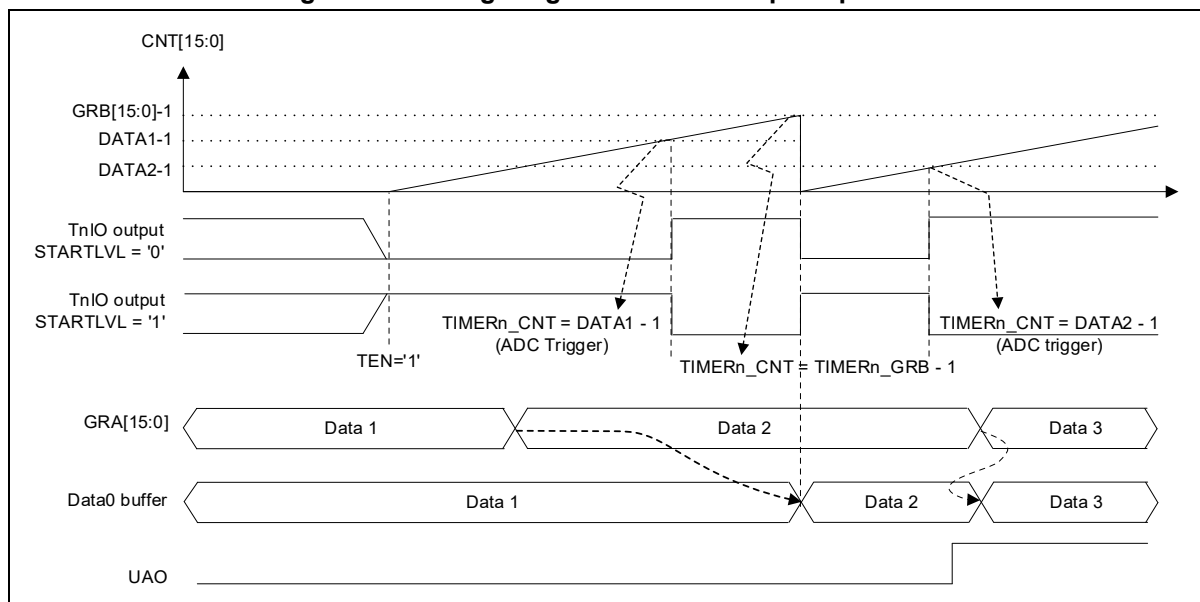 CNT[15:0]
GRB[15:0]-1
DATA1-1
DATA2-1
TnIO output
STARTLVL = '0'
TnIO output
STARTLVL = '1'
TIMERn_CNT = DATA1 - 1
(ADC Trigger)
TIMERn_CNT = DATA2 - 1
(ADC trigger)
TEN='1'
TIMERn_CNT = TIMERn_GRB - 1
GRA[15:0]
Data 1
Data 2
Data 3
Data0 buffer
Data 1
Data 2
Data 3
UAO